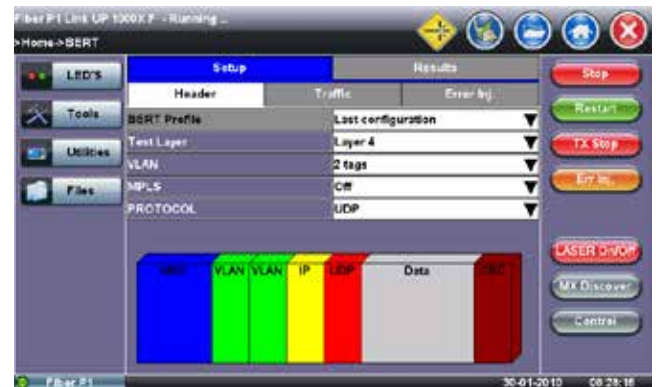 Fiber P1 Link UP 1000X F - Running ...
>Home->BERT
LED'S
Tools
Utilities
Files
Setup
Results
Header
Traffic
Error Inj.
BERT Profile
Last configuration
Test Layer
Layer 4
VLAN
2 tags
MPLS
Off
PROTOCOL
UDP
MAC
VLAN
VLAN
IP
UDP
Data
CRC
Stop
Restart
TX Stop
Err Inj.
LASER On/Off
MX Discover
Control
Fiber P1
30-01-2010